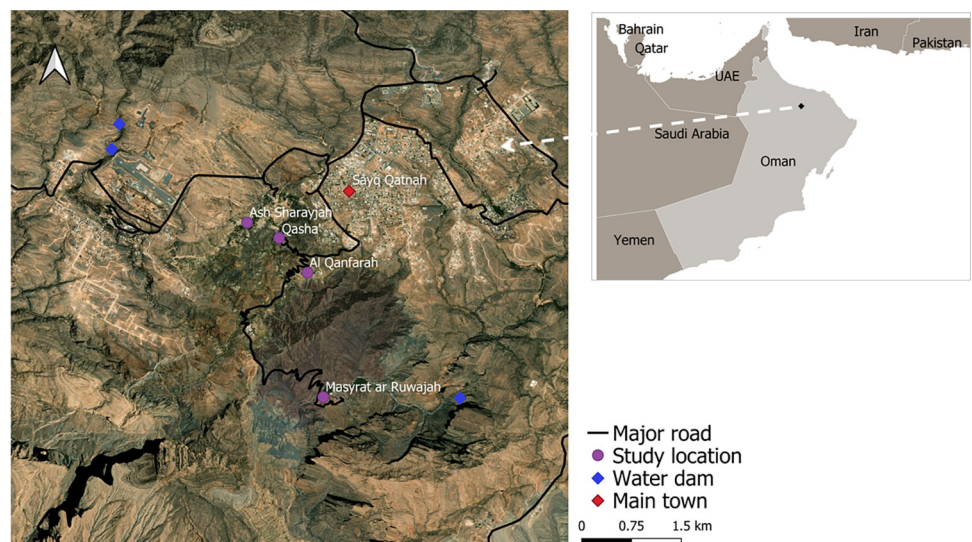 Sayq Qatnah
Ash Sharayjah
Qasha'
Al Qanfarah
Masyrat ar Ruwajah
Bahrain
Qatar
Iran
Pakistan
UAE
Saudi Arabia
Oman
Yemen
Major road
Study location
Water dam
Main town
0 0.75 1.5 km